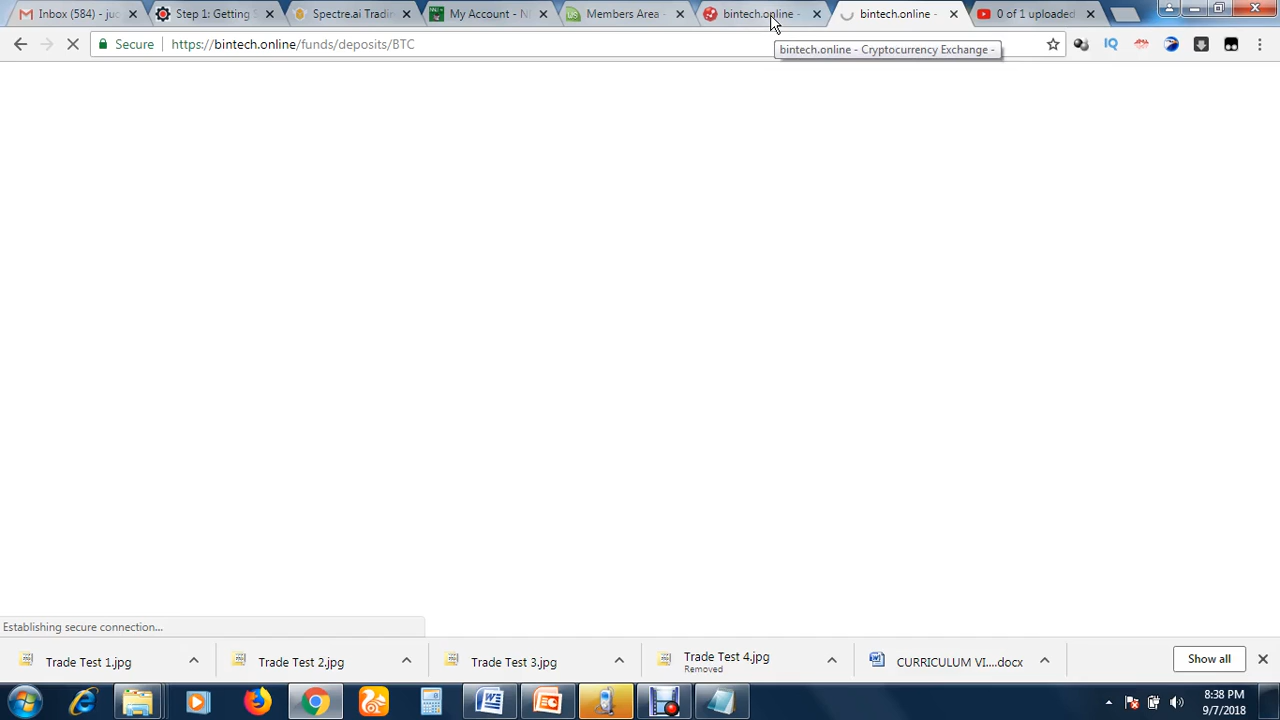 Inbox (584) - juc
Step 1: Getting S
Spectre.ai Tradin
My Account - N
Members Area -
bintech.online -
bintech.online -
0 of 1 uploaded
Secure
https://bintech.online/funds/deposits/BTC
bintech.online - Cryptocurrency Exchange -
IQ
Establishing secure connection...
Trade Test 1.jpg
Trade Test 2.jpg
Trade Test 3.jpg
Trade Test 4.jpg
Removed
CURRICULUM VI....docx
Show all
8:38 PM
9/7/2018